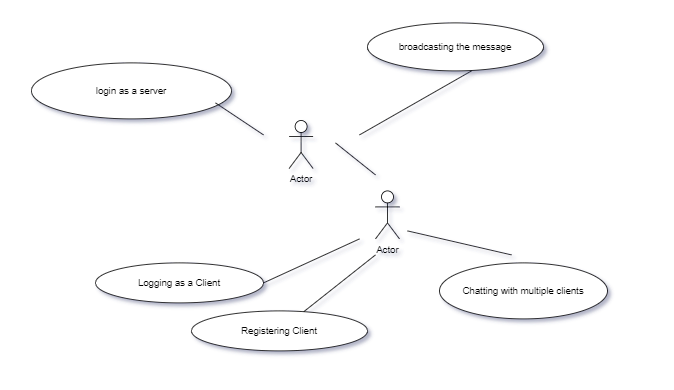 broadcasting the message
login as a server
Actor
Actor
Logging as a Client
Chatting with multiple clients
Registering Client